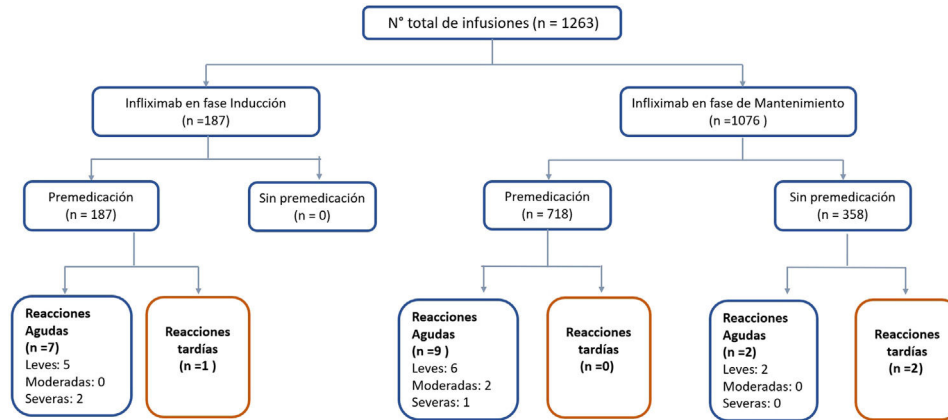 N° total de infusiones (n = 1263)
Infliximab en fase Inducción
(n =187)
Infliximab en fase de Mantenimiento
(n =1076 )
Premedicación
(n = 187)
Sin premedicación
(n = 0)
Premedicación
(n = 718)
Sin premedicación
(n = 358)
Reacciones
Agudas
(n =7)
Leves: 5
Moderadas: 0
Severas: 2
Reacciones
tardías
(n =1 )
Reacciones
Agudas
(n =9 )
Leves: 6
Moderadas: 2
Severas: 1
Reacciones
tardías
(n =0)
Reacciones
Agudas
(n =2)
Leves: 2
Moderadas: 0
Severas: 0
Reacciones
tardías
(n =2)